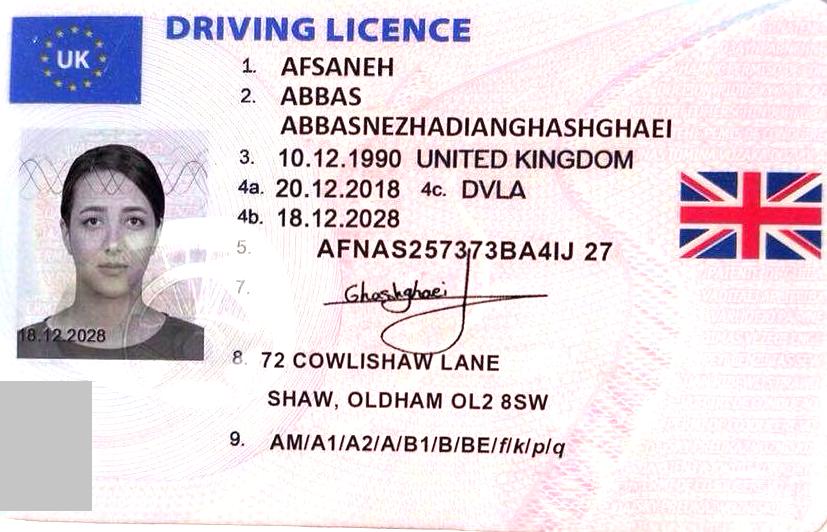 UK
DRIVING LICENCE
1. AFSANEH
2. ABBAS
ABBASNEZHADIANGHASHGHAEI
3. 10.12.1990 UNITED KINGDOM
4a. 20.12.2018 4c. DVLA
4b. 18.12.2028
5. AFNAS257373BA4IJ 27
7. Ghashghaei
18.12.2028
8. 72 COWLISHAW LANE
SHAW, OLDHAM OL2 8SW
9. AM/A1/A2/A/B1/B/BE/f/k/p/q